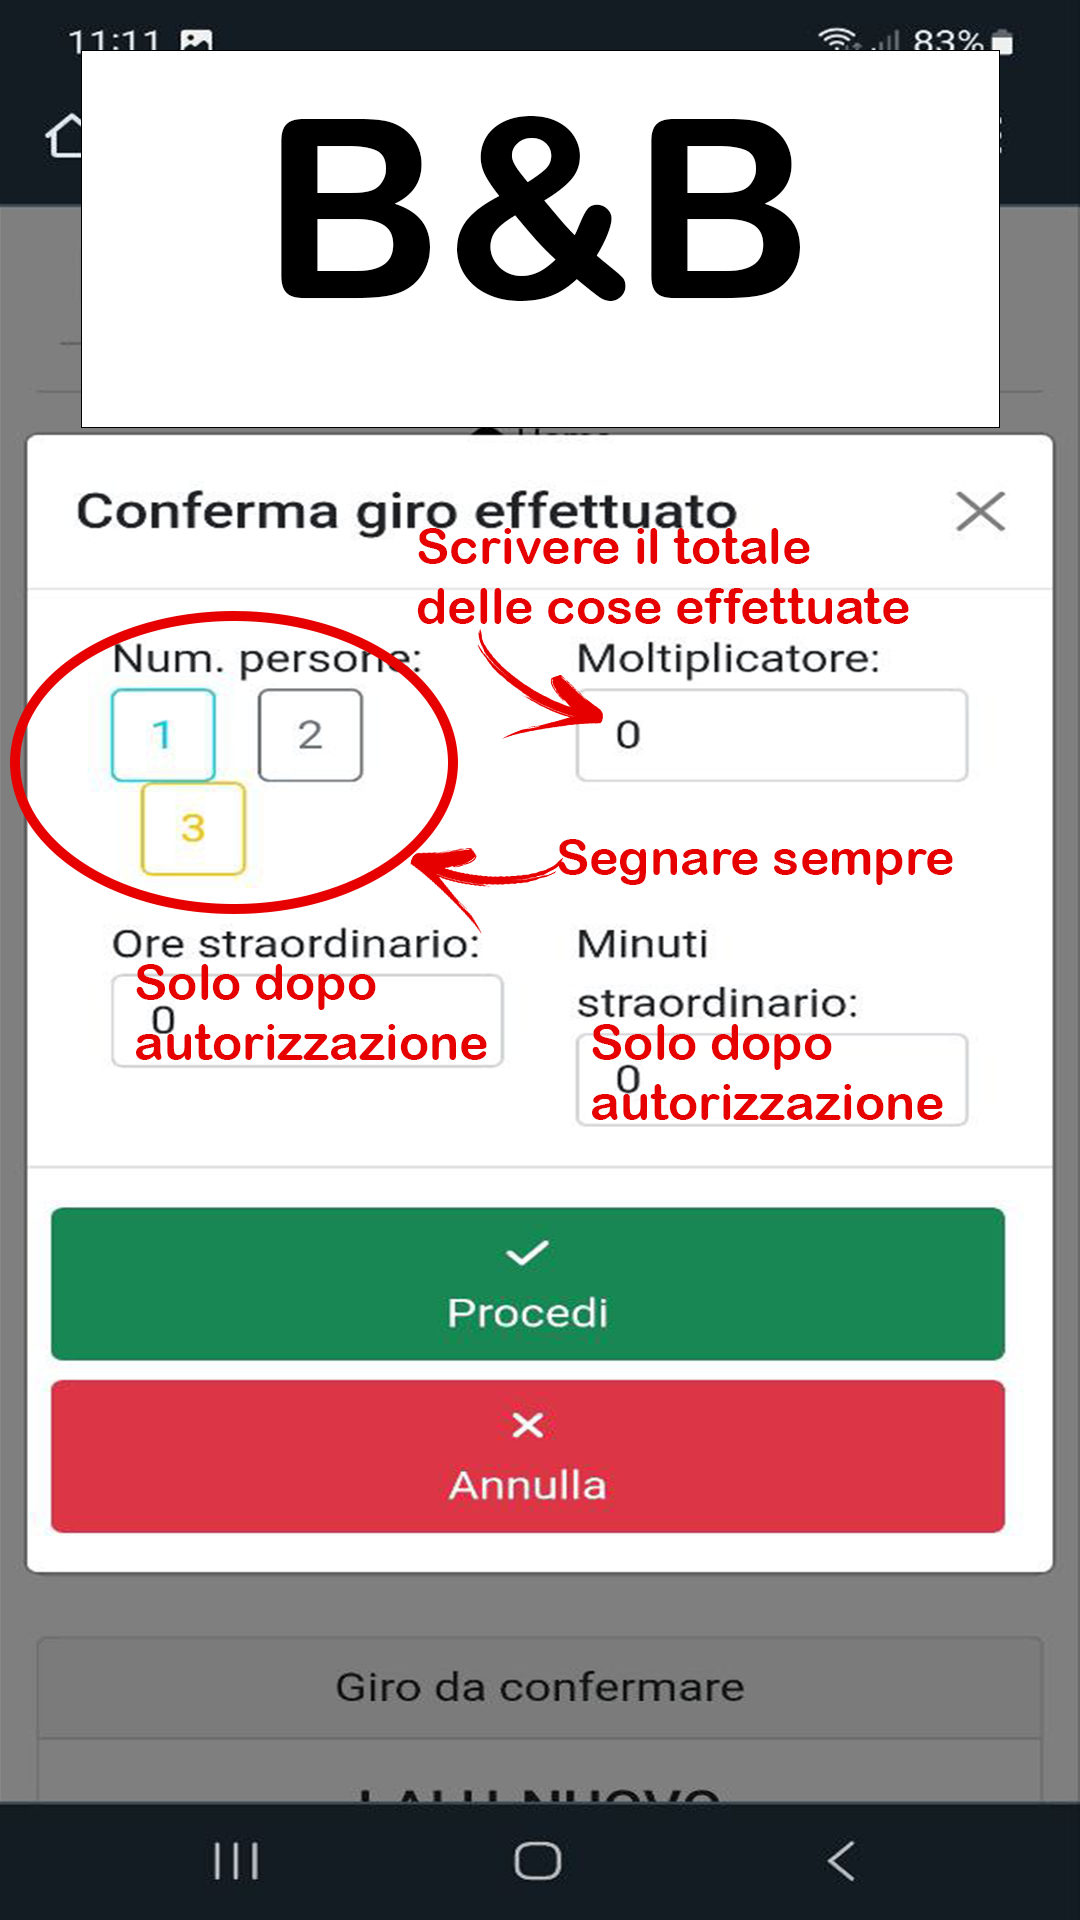 11:11
83%
B&B
Conferma giro effettuato
Scrivere il totale
delle cose effettuate
Num. persone:
Moltiplicatore:
1
2
0
3
Segnare sempre
Ore straordinario:
Minuti
straordinario:
Solo dopo
0
autorizzazione
Solo dopo
0
autorizzazione
Procedi
Annulla
Giro da confermare